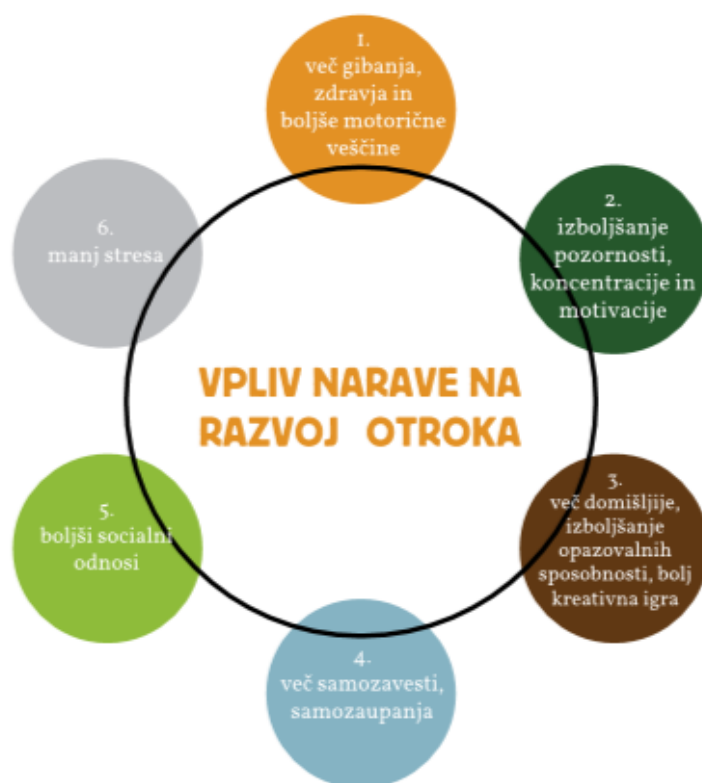 1.
več gibanja,
zdravja in
boljše motorične
veščine
2.
izboljšanje
pozornosti,
koncentracije in
motivacije
3.
več domišljije,
izboljšanje
opazovalnih
sposobnosti, bolj
kreativna igra
4.
več samozavesti,
samozaupanja
5.
boljši socialni
odnosi
6.
manj stresa
VPLIV NARAVE NA
RAZVOJ OTROKA